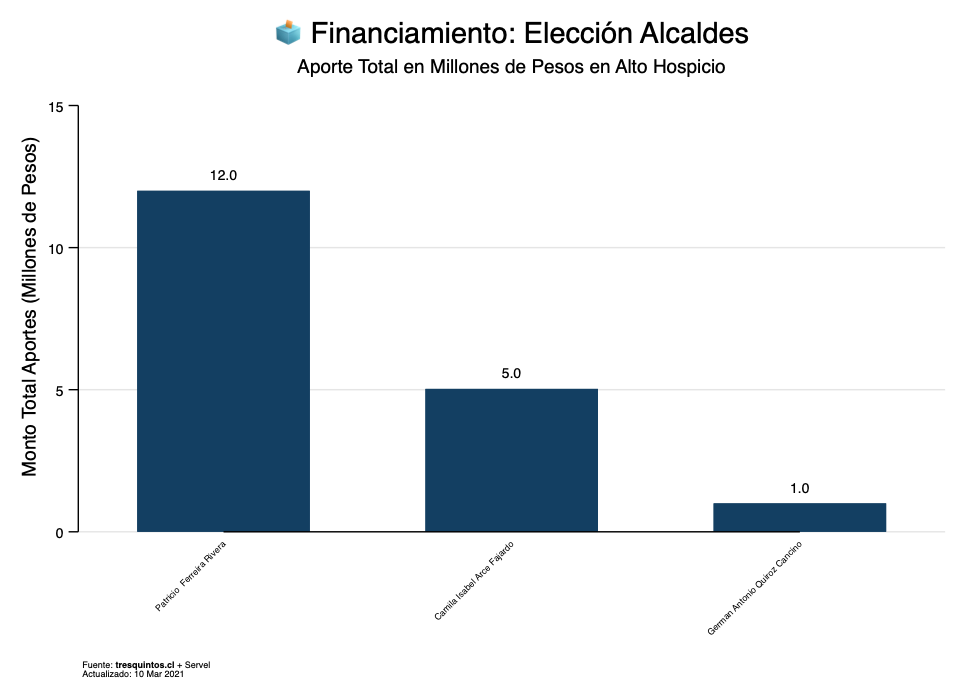 🗳️ Financiamiento: Elección Alcaldes
Aporte Total en Millones de Pesos en Alto Hospicio
Monto Total Aportes (Millones de Pesos)
15
10
5
0
12.0
5.0
1.0
Patricio Ferreira Rivera
Camila Isabel Arce Fajardo
German Antonio Quiroz Cancino
Fuente: tresquintos.cl + Servel
Actualizado: 10 Mar 2021